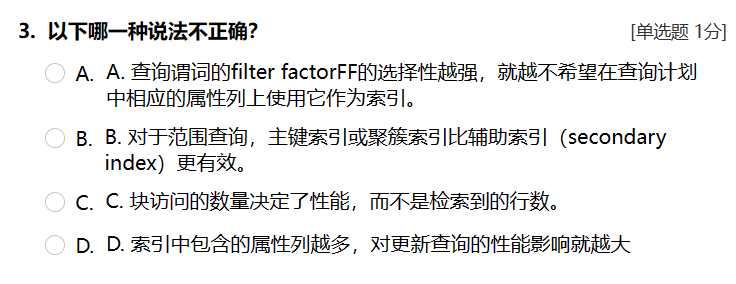 3. 以下哪一种说法不正确？ [单选题 1分]
A. A. 查询谓词的filter factorFF的选择性越强，就越不希望在查询计划
中相应的属性列上使用它作为索引。
B. B. 对于范围查询，主键索引或聚簇索引比辅助索引（secondary
index）更有效。
C. C. 块访问的数量决定了性能，而不是检索到的行数。
D. D. 索引中包含的属性列越多，对更新查询的性能影响就越大